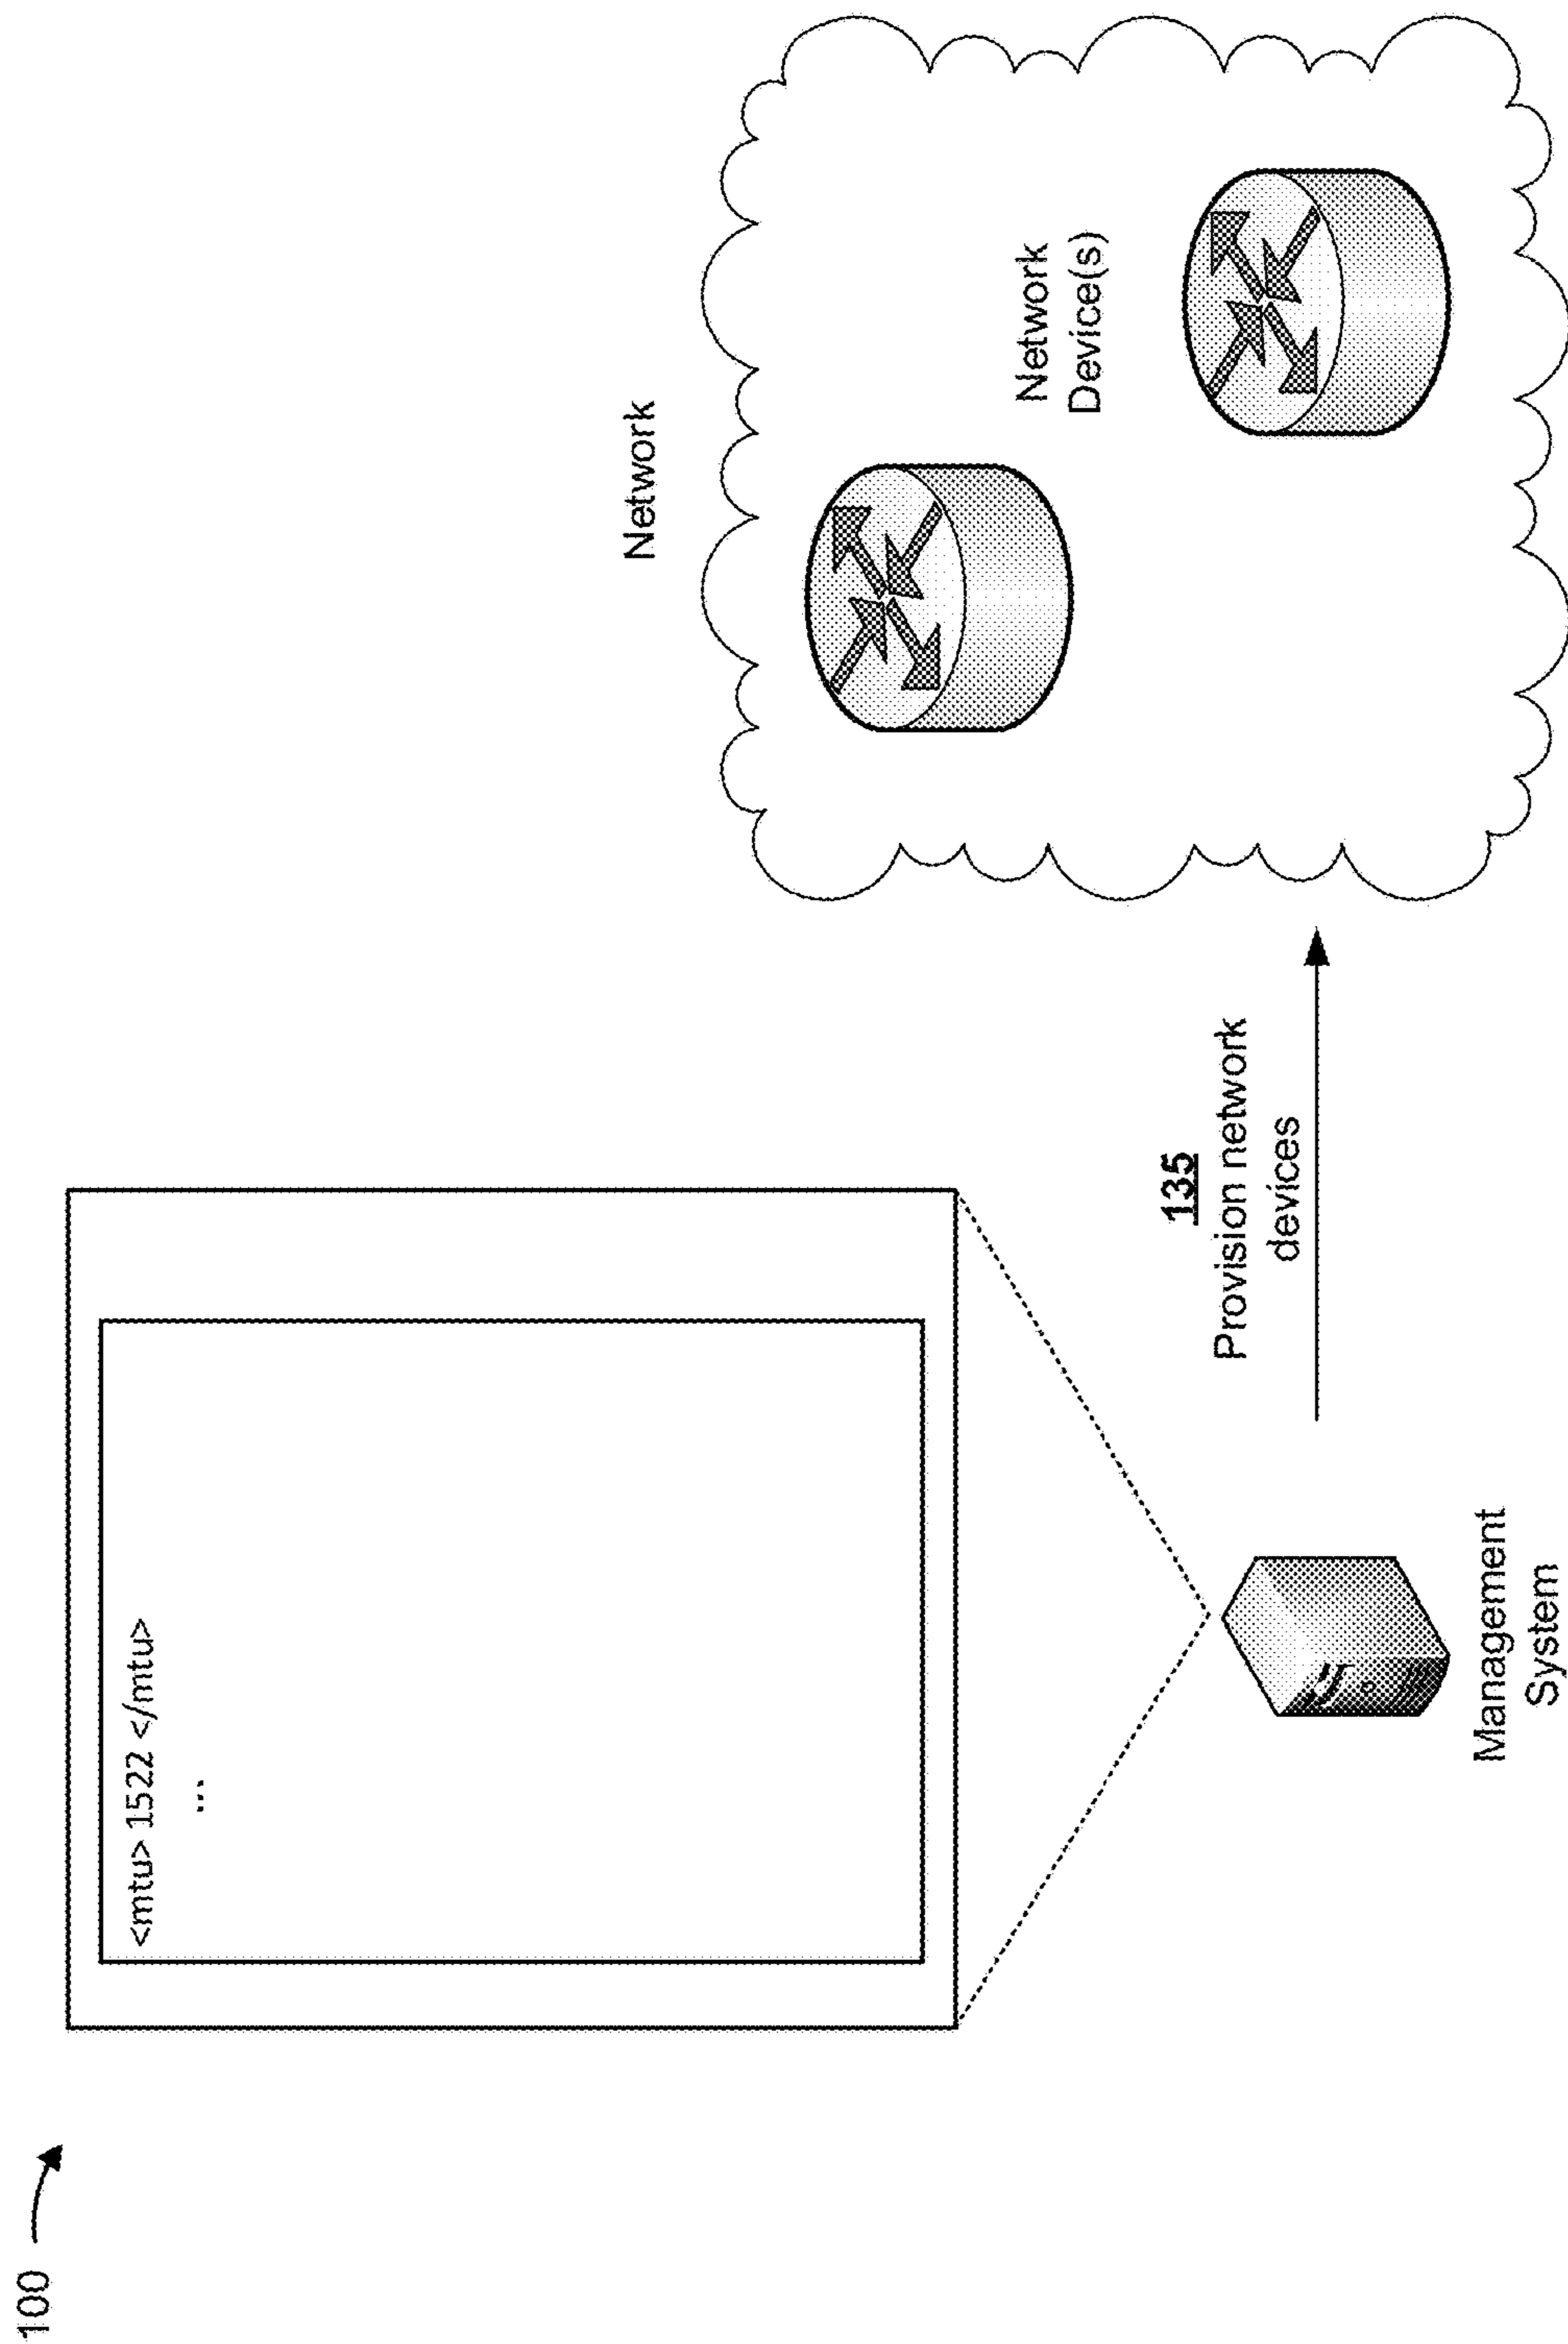 100
<mtu> 1522 </mtu>
...
Network
Network
Device(s)
135
Provision network
devices
Management
System